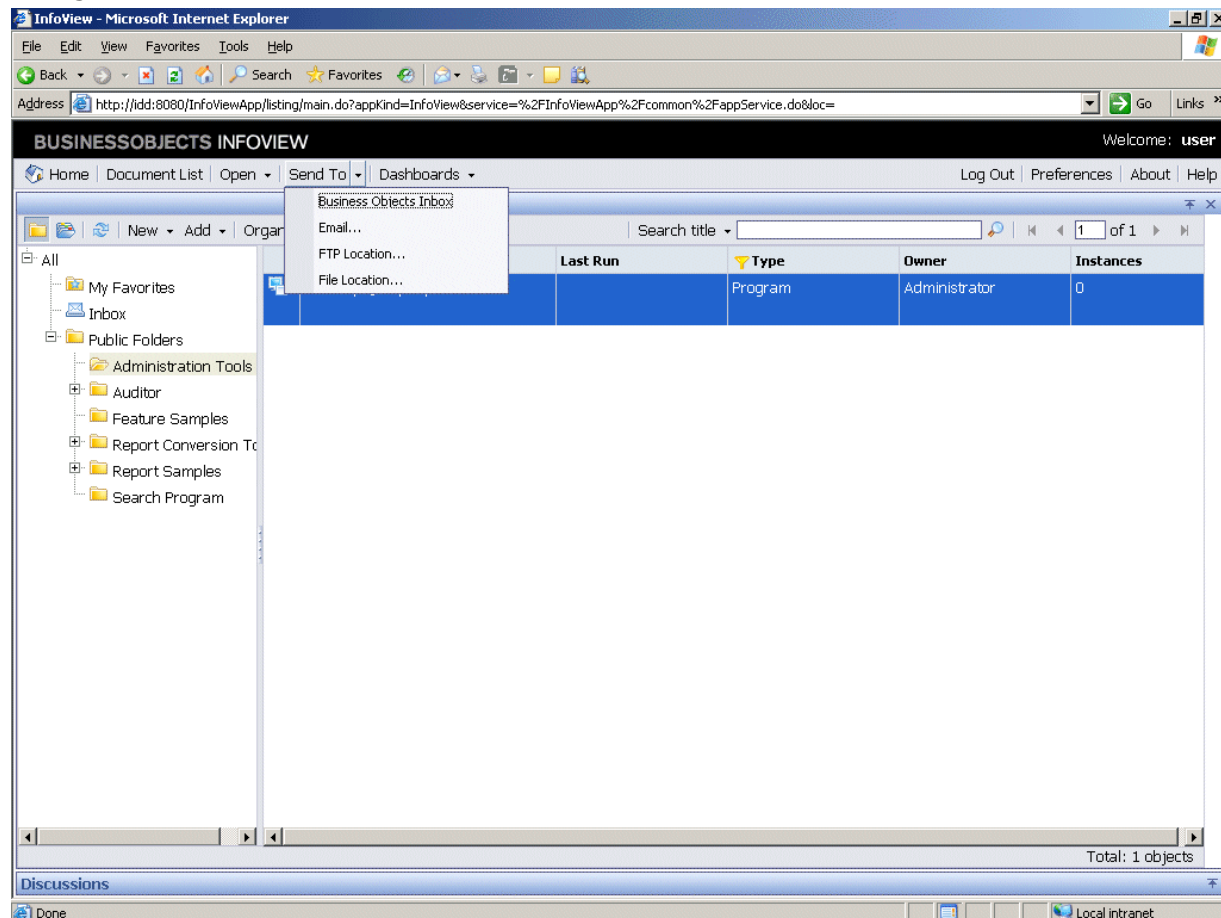 InfoView - Microsoft Internet Explorer
File Edit View Favorites Tools Help
Back Search Favorites
Address http://idd:8080/InfoViewApp/listing/main.do?appKind=InfoView&service=%2FInfoViewApp%2Fcommon%2FappService.do&loc= Go Links »
BUSINESSOBJECTS INFOVIEW Welcome: user
Home Document List Open Send To Dashboards Log Out Preferences About Help
Business Objects Inbox
Email...
FTP Location...
File Location...
New Add Organ Search title 1 of 1
All
My Favorites
Inbox
Public Folders
Administration Tools
Auditor
Feature Samples
Report Conversion To
Report Samples
Search Program
Last Run Type Owner Instances
Program Administrator 0
Total: 1 objects
Discussions
Done Local intranet